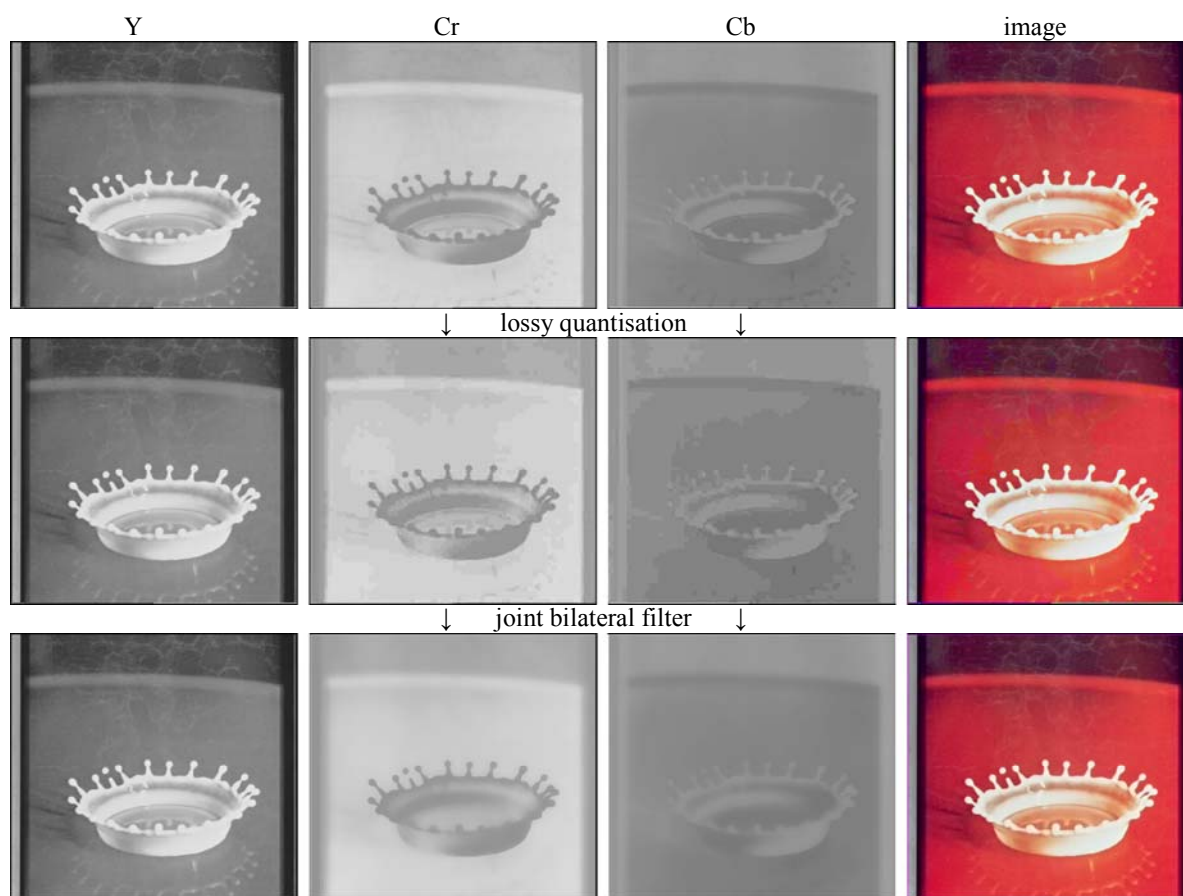 Y Cr Cb image
↓ lossy quantisation ↓
↓ joint bilateral filter ↓